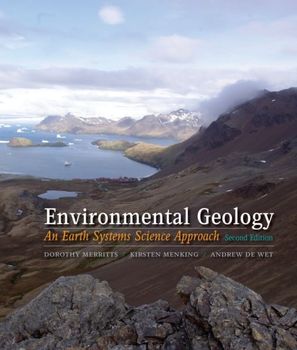 Environmental Geology
An Earth Systems Science Approach Second Edition
DOROTHY MERRITTS / KIRSTEN MENKING / ANDREW DE WET